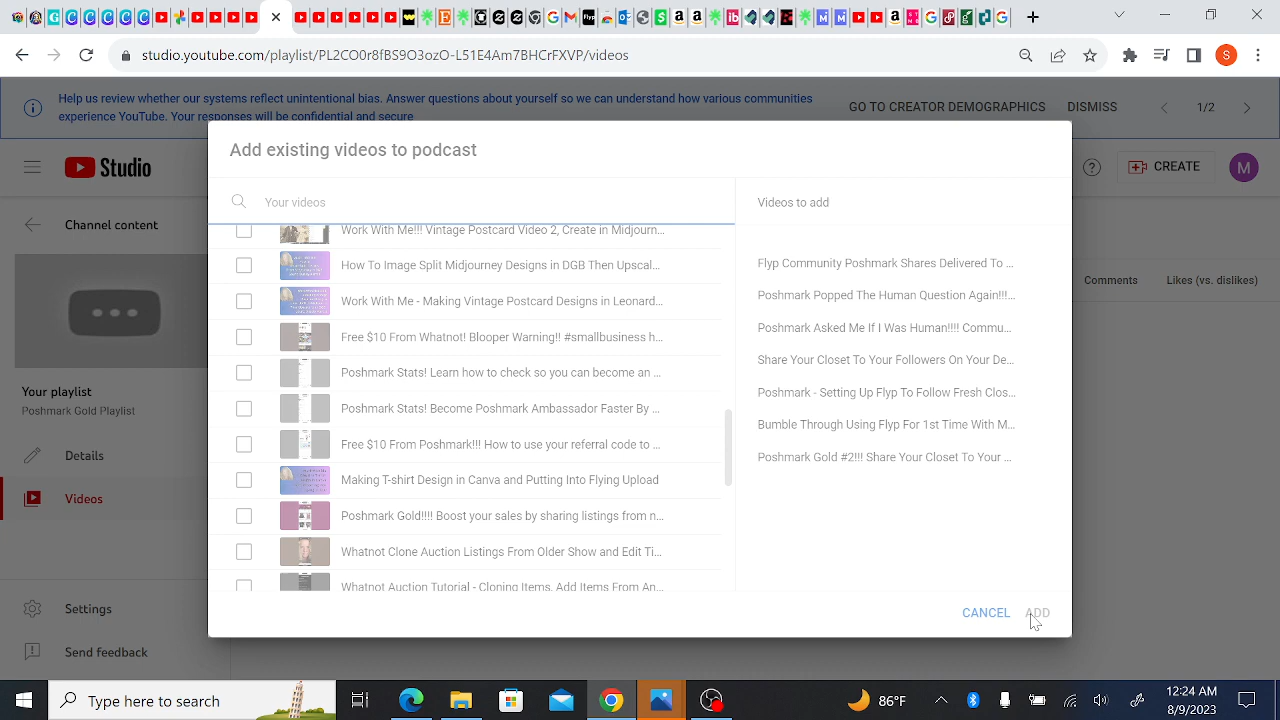 studio.youtube.com/playlist/PL2CO0r8fBS9O3ozO-L51E4Am7BHCrFXVP/videos
Help us review whether our systems reflect unintentional bias. Answer questions about yourself so we can understand how various communities
experience YouTube. Your responses will be confidential and secure
GO TO CREATOR DEMOGRAPHICS
DISMISS
1/2
Studio
CREATE
M
S
Channel content
Your playlist
Poshmark Gold Playlist
Details
Videos
Settings
Send feedback
Comments
Add existing videos to podcast
Your videos
Work With Me!!! Vintage Postcard Video 2, Create in Midjourn...
How To Image Split Midjourney Designs in
Work With Me - Making Vintage Postcard Designs in Leonard...
Free $10 From Whatnot! Blooper Warning!! #smallbusiness h...
Poshmark Stats! Learn how to check so you can become an ...
Poshmark Stats! Become Poshmark Ambassador Faster By ...
Free $10 From Poshmark!!! How to use your referral code to ...
Making T-shirt Design in Canva and Putting Into Flying Upload
Poshmark Gold!!!! Boost your sales by sharing listings from n...
Whatnot Clone Auction Listings From Older Show and Edit Ti...
Whatnot Auction Tutorial - Cloning Items, Add Items From An...
Videos to add
Flyp Community Poshmark Shares Delivered To ...
Poshmark Popped The Human Question Again!!!...
Poshmark Asked Me If I Was Human!!!! Commu...
Share Your Closet To Your Followers On Your De...
Poshmark - Setting Up Flyp To Follow Fresh Clos...
Bumble Through Using Flyp For 1st Time With M...
Poshmark Gold #2!!! Share Your Closet To Your ...
CANCEL
ADD
Type here to search
86°F
12:24 AM
8/9/2023